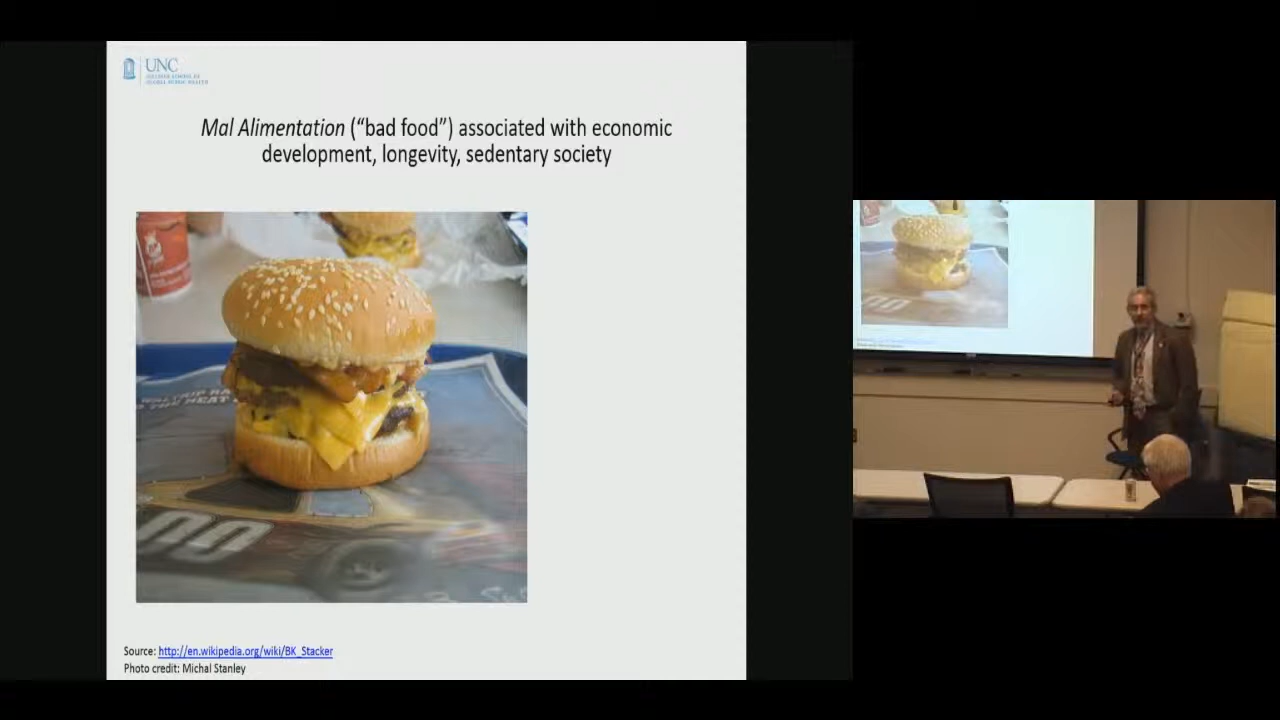 UNC
Mal Alimentation (“bad food”) associated with economic
development, longevity, sedentary society
Source: http://en.wikipedia.org/wiki/BK_Stacker
Photo credit: Michal Stanley